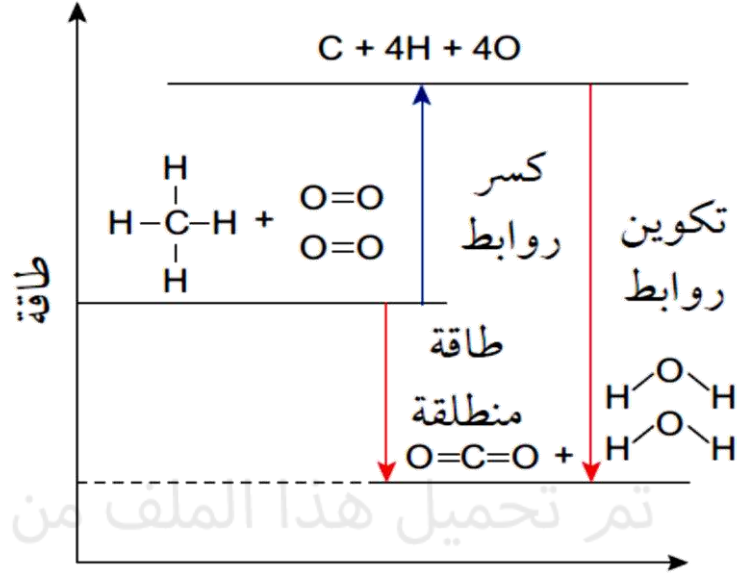 C + 4H + 4O
H
H–C–H + O=O
O=O
H
كسر
روابط
تكوين
روابط
طاقة
طاقة
منطلقة
O=C=O +
H O H
H O H
تم تحميل هذا الملف من